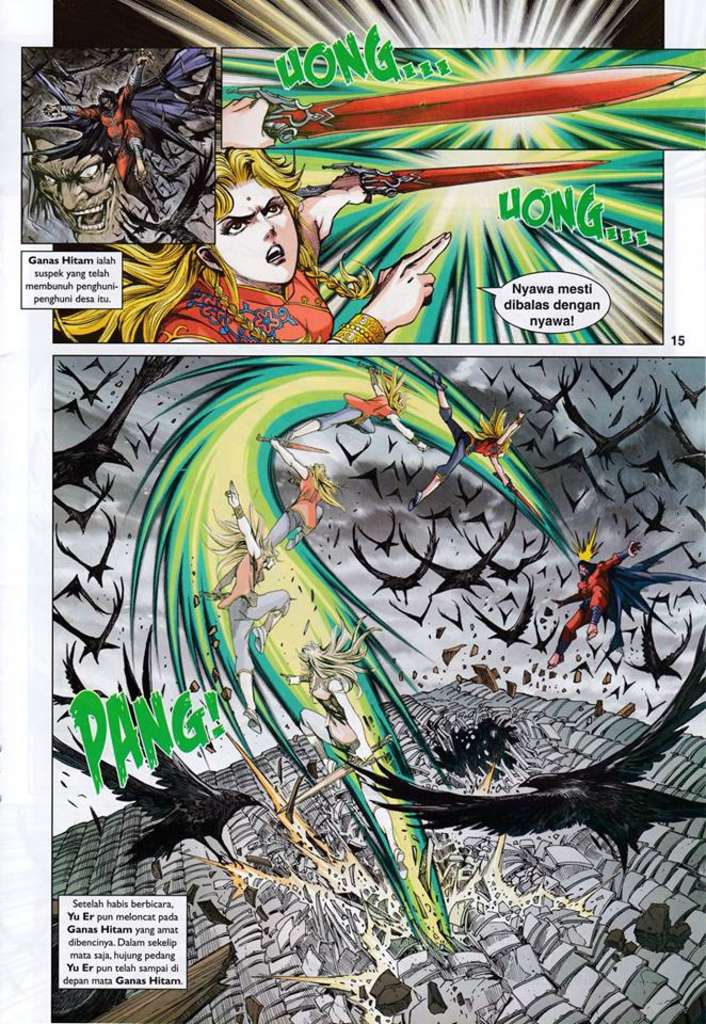 UONG...
Ganas Hitam ialah
suspek yang telah
membunuh penghuni-
penghuni desa itu.
UONG...
Nyawa mesti
dibalas dengan
nyawa!
15
PANG!
Setelah habis berbicara,
Yu Er pun meloncat pada
Ganas Hitam yang amat
dibencinya. Dalam sekelip
mata saja, hujung pedang
Yu Er pun telah sampai di
depan mata Ganas Hitam.